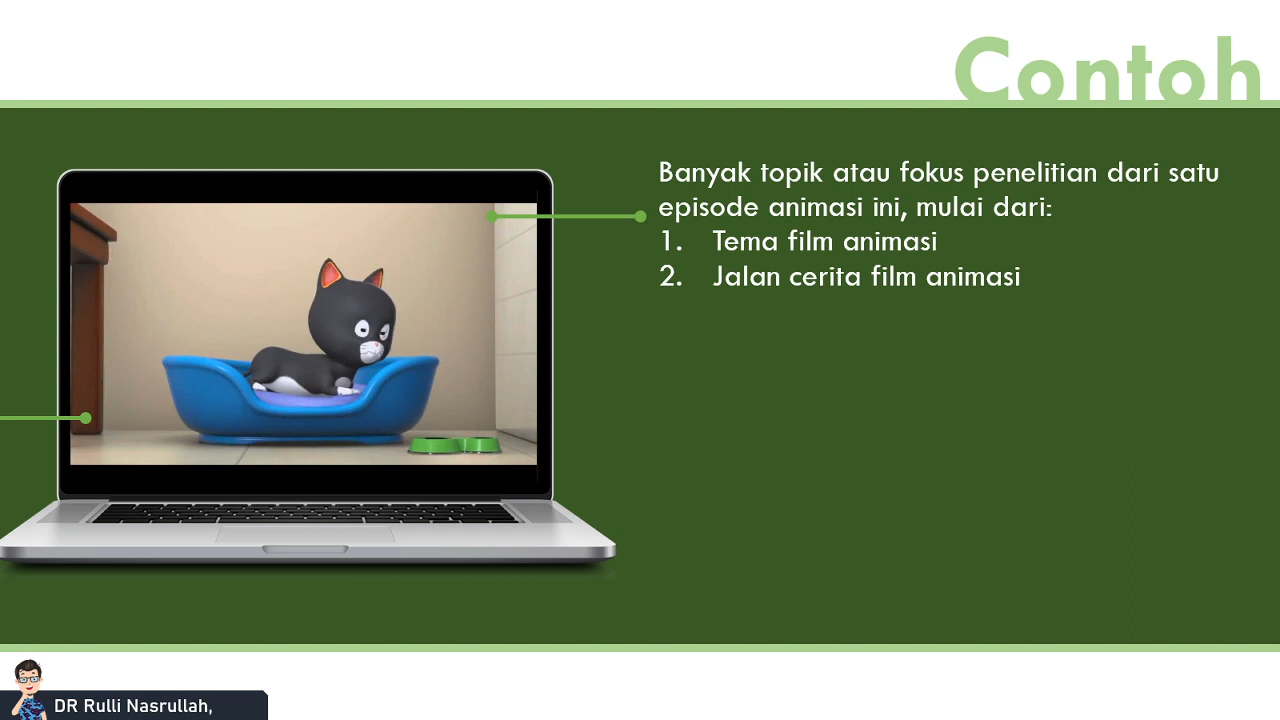 Contoh
Banyak topik atau fokus penelitian dari satu
episode animasi ini, mulai dari:
1. Tema film animasi
2. Jalan cerita film animasi
DR Rulli Nasrullah,